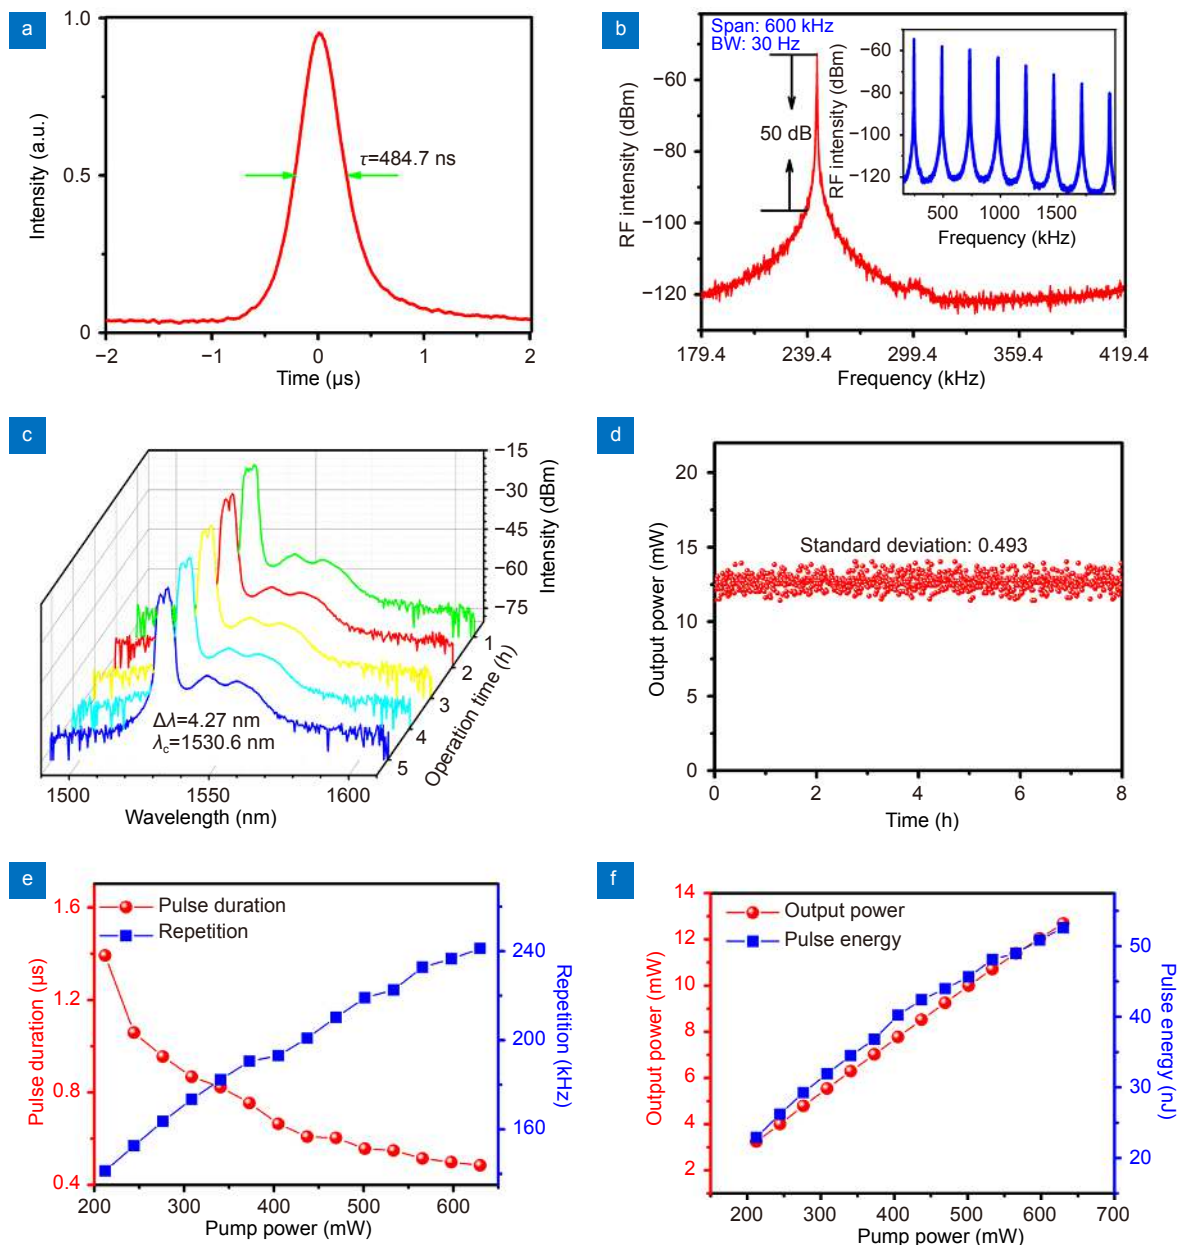 a
1.0
0.5
0
Intensity (a.u.)
τ=484.7 ns
−2
−1
0
1
2
Time (µs)
b
Span: 600 kHz
BW: 30 Hz
50 dB
−60
−80
−100
−120
RF intensity (dBm)
179.4
239.4
299.4
359.4
419.4
Frequency (kHz)
−60
−80
−100
−120
RF intensity (dBm)
500
1000
1500
Frequency (kHz)
c
−15
−30
−45
−60
−75
Intensity (dBm)
1
2
3
4
5
Operation time (h)
Δλ=4.27 nm
λc=1530.6 nm
1500
1550
1600
Wavelength (nm)
d
20
15
10
5
0
Output power (mW)
Standard deviation: 0.493
0
2
4
6
8
Time (h)
e
1.6
1.2
0.8
0.4
Pulse duration (µs)
Pulse duration
Repetition
240
200
160
Repetition (kHz)
200
300
400
500
600
Pump power (mW)
f
14
12
10
8
6
4
2
Output power (mW)
Output power
Pulse energy
50
40
30
20
Pulse energy (nJ)
200
300
400
500
600
700
Pump power (mW)